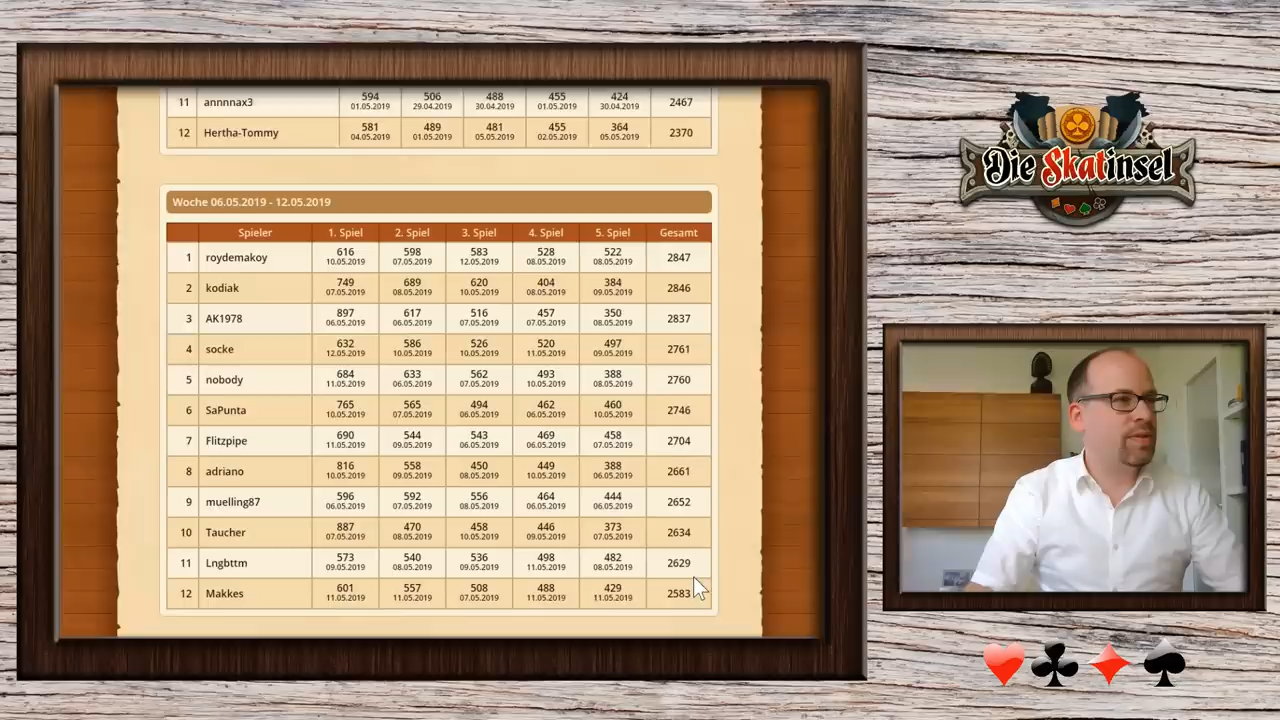 11 annnnax3 594 506 488 455 424 2467
01.05.2019 29.04.2019 30.04.2019 01.05.2019 30.04.2019
12 Hertha-Tommy 581 489 481 455 364 2370
04.05.2019 01.05.2019 05.05.2019 02.05.2019 05.05.2019
Woche 06.05.2019 - 12.05.2019
Spieler 1. Spiel 2. Spiel 3. Spiel 4. Spiel 5. Spiel Gesamt
1 roydemakoy 616 598 583 528 522 2847
10.05.2019 07.05.2019 12.05.2019 08.05.2019 08.05.2019
2 kodiak 749 689 620 404 384 2846
07.05.2019 08.05.2019 10.05.2019 08.05.2019 09.05.2019
3 AK1978 897 617 516 457 350 2837
06.05.2019 06.05.2019 07.05.2019 07.05.2019 08.05.2019
4 socke 632 586 526 520 497 2761
12.05.2019 10.05.2019 10.05.2019 11.05.2019 09.05.2019
5 nobody 684 633 562 493 388 2760
11.05.2019 06.05.2019 07.05.2019 10.05.2019 08.05.2019
6 SaPunta 765 565 494 462 460 2746
10.05.2019 07.05.2019 06.05.2019 06.05.2019 10.05.2019
7 Flitzpipe 690 544 543 469 458 2704
11.05.2019 09.05.2019 06.05.2019 06.05.2019 07.05.2019
8 adriano 816 558 450 449 388 2661
10.05.2019 09.05.2019 08.05.2019 10.05.2019 06.05.2019
9 muelling87 596 592 556 464 444 2652
06.05.2019 06.05.2019 08.05.2019 06.05.2019 06.05.2019
10 Taucher 887 470 458 446 373 2634
07.05.2019 08.05.2019 10.05.2019 09.05.2019 07.05.2019
11 Lngbttm 573 540 536 498 482 2629
09.05.2019 08.05.2019 09.05.2019 11.05.2019 08.05.2019
12 Makkes 601 557 508 488 429 2583
11.05.2019 11.05.2019 07.05.2019 11.05.2019 11.05.2019
Die Skatinsel